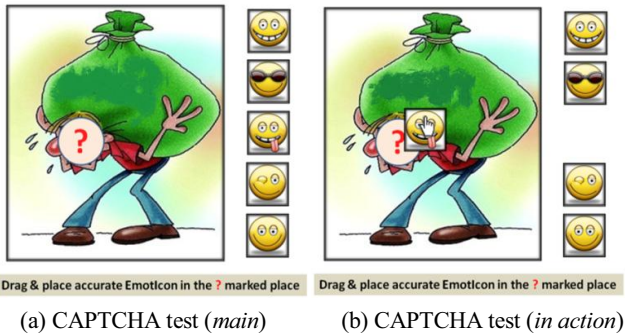 ?
?
Drag & place accurate EmotIcon in the ? marked place
Drag & place accurate EmotIcon in the ? marked place
(a) CAPTCHA test (main)
(b) CAPTCHA test (in action)